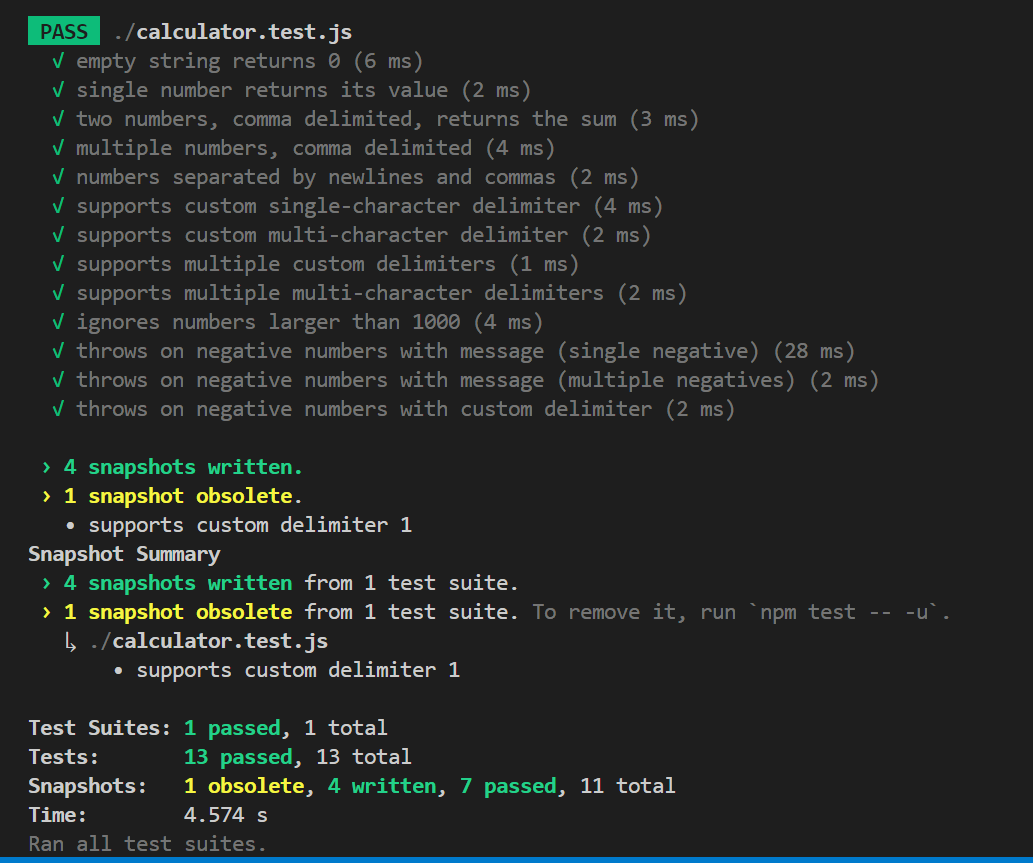 PASS ./calculator.test.js
√ empty string returns 0 (6 ms)
√ single number returns its value (2 ms)
√ two numbers, comma delimited, returns the sum (3 ms)
√ multiple numbers, comma delimited (4 ms)
√ numbers separated by newlines and commas (2 ms)
√ supports custom single-character delimiter (4 ms)
√ supports custom multi-character delimiter (2 ms)
√ supports multiple custom delimiters (1 ms)
√ supports multiple multi-character delimiters (2 ms)
√ ignores numbers larger than 1000 (4 ms)
√ throws on negative numbers with message (single negative) (28 ms)
√ throws on negative numbers with message (multiple negatives) (2 ms)
√ throws on negative numbers with custom delimiter (2 ms)
› 4 snapshots written.
› 1 snapshot obsolete.
• supports custom delimiter 1
Snapshot Summary
› 4 snapshots written from 1 test suite.
› 1 snapshot obsolete from 1 test suite. To remove it, run `npm test -- -u`.
↳ ./calculator.test.js
• supports custom delimiter 1
Test Suites: 1 passed, 1 total
Tests: 13 passed, 13 total
Snapshots: 1 obsolete, 4 written, 7 passed, 11 total
Time: 4.574 s
Ran all test suites.